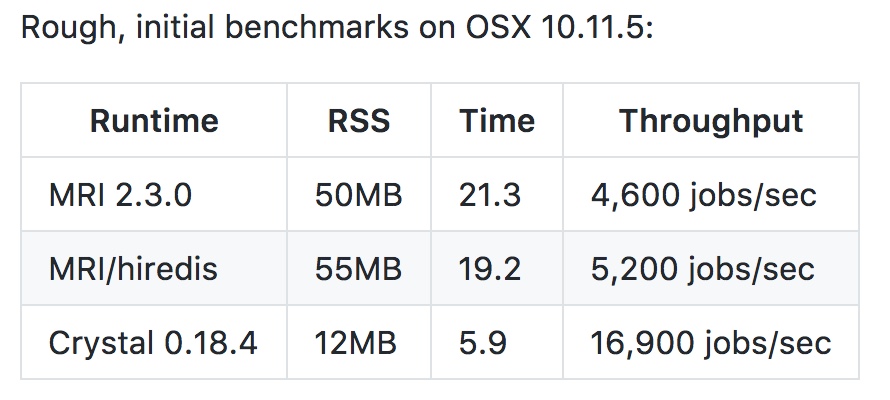 Rough, initial benchmarks on OSX 10.11.5:
Runtime RSS Time Throughput
MRI 2.3.0 50MB 21.3 4,600 jobs/sec
MRI/hiredis 55MB 19.2 5,200 jobs/sec
Crystal 0.18.4 12MB 5.9 16,900 jobs/sec